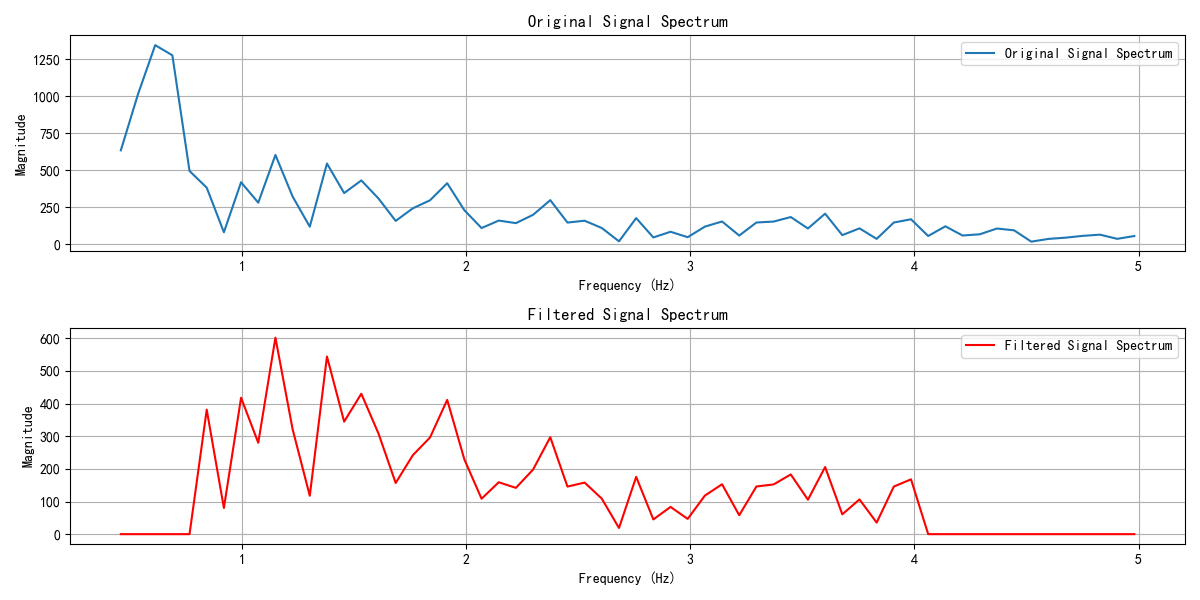 Original Signal Spectrum
Original Signal Spectrum
Magnitude
1250
1000
750
500
250
0
1 2 3 4 5
Frequency (Hz)
Filtered Signal Spectrum
Filtered Signal Spectrum
Magnitude
600
500
400
300
200
100
0
1 2 3 4 5
Frequency (Hz)